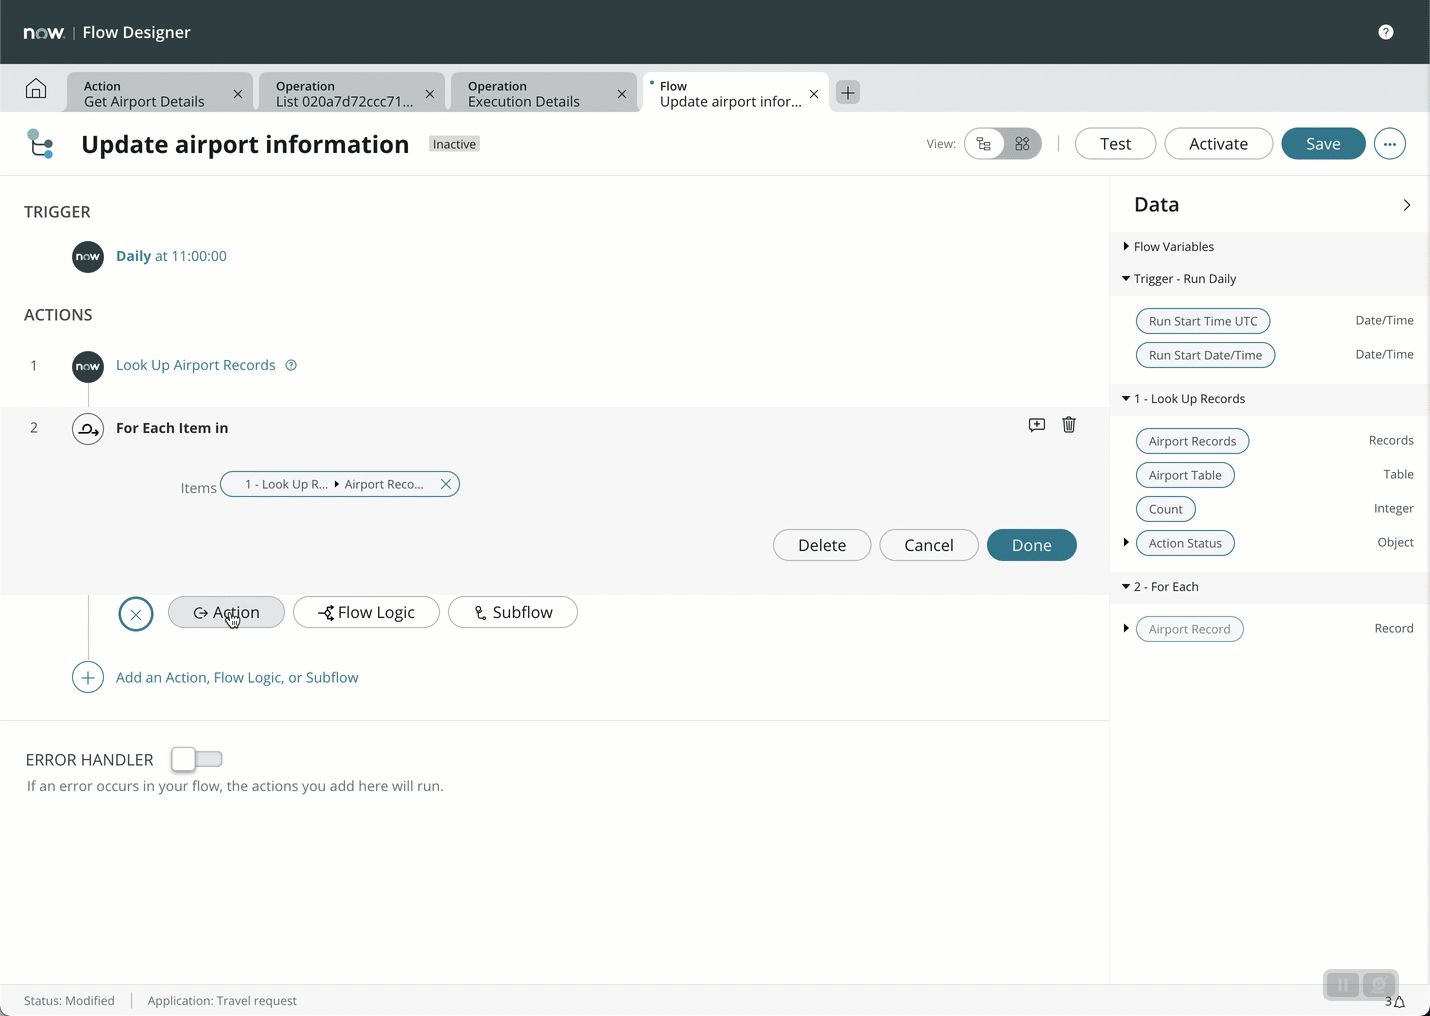 now. | Flow Designer
?
Action
Get Airport Details
Operation
List 020a7d72ccc71...
Operation
Execution Details
Flow
Update airport infor...
Update airport information
Inactive
View:
Test
Activate
Save
TRIGGER
now
Daily at 11:00:00
ACTIONS
1
now
Look Up Airport Records
?
2
For Each Item in
Items
1 - Look Up R... ▸ Airport Reco...
Delete
Cancel
Done
Action
Flow Logic
Subflow
Add an Action, Flow Logic, or Subflow
ERROR HANDLER
If an error occurs in your flow, the actions you add here will run.
Data
Flow Variables
Trigger - Run Daily
Run Start Time UTC Date/Time
Run Start Date/Time Date/Time
1 - Look Up Records
Airport Records Records
Airport Table Table
Count Integer
Action Status Object
2 - For Each
Airport Record Record
Status: Modified | Application: Travel request
3